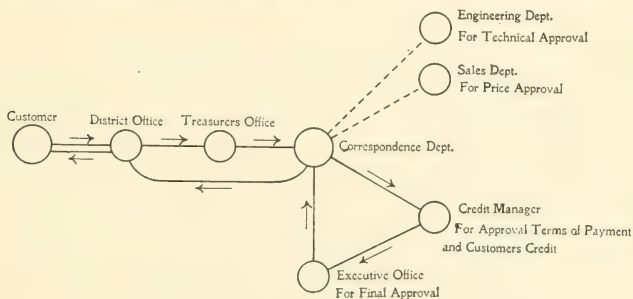 Engineering Dept.
For Technical Approval
Sales Dept.
For Price Approval
Customer
District Office
Treasurers Office
Correspondence Dept.
Credit Manager
For Approval Terms of Payment
and Customers Credit
Executive Office
For Final Approval